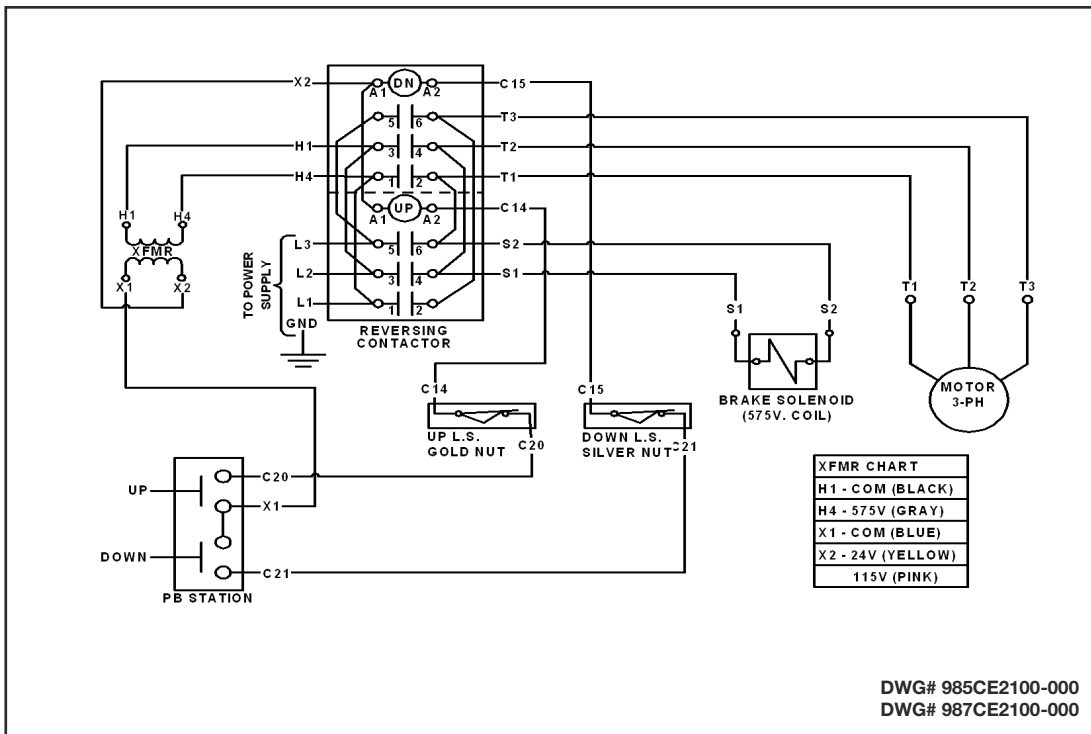 X2
A1
DN
A2
C15
5
6
T3
H1
3
4
T2
H4
1
2
T1
A1
UP
A2
C14
H1
H4
XFMR
X1
X2
TO POWER
SUPPLY
L3
5
6
S2
L2
3
4
S1
L1
1
2
GND
REVERSING
CONTACTOR
S1
S2
T1
T2
T3
BRAKE SOLENOID
(575V. COIL)
MOTOR
3-PH
C14
C15
UP L.S.
GOLD NUT
C20
DOWN L.S.
SILVER NUT
C21
UP
C20
X1
DOWN
C21
PB STATION
XFMR CHART
H1 - COM (BLACK)
H4 - 575V (GRAY)
X1 - COM (BLUE)
X2 - 24V (YELLOW)
115V (PINK)
DWG# 985CE2100-000
DWG# 987CE2100-000